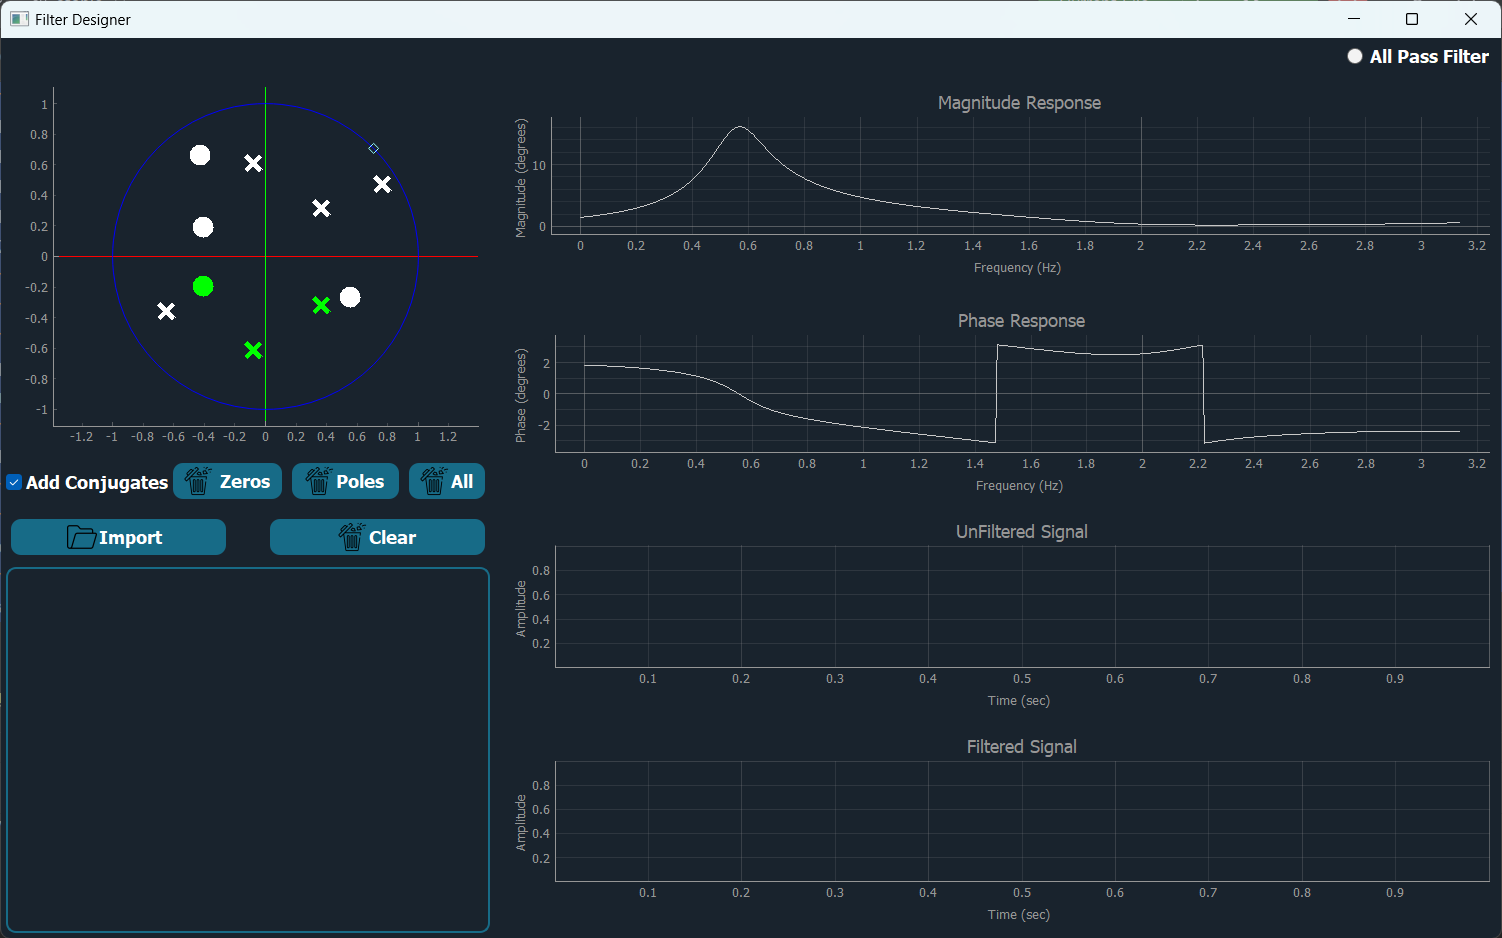 Filter Designer
All Pass Filter
1
0.8
0.6
0.4
0.2
0
-0.2
-0.4
-0.6
-0.8
-1
-1.2 -1 -0.8 -0.6 -0.4 -0.2 0 0.2 0.4 0.6 0.8 1 1.2
Add Conjugates Zeros Poles All
Import Clear
Magnitude Response
Magnitude (degrees)
10
0
0 0.2 0.4 0.6 0.8 1 1.2 1.4 1.6 1.8 2 2.2 2.4 2.6 2.8 3 3.2
Frequency (Hz)
Phase Response
Phase (degrees)
2
0
-2
0 0.2 0.4 0.6 0.8 1 1.2 1.4 1.6 1.8 2 2.2 2.4 2.6 2.8 3 3.2
Frequency (Hz)
UnFiltered Signal
Amplitude
0.8
0.6
0.4
0.2
0.1 0.2 0.3 0.4 0.5 0.6 0.7 0.8 0.9
Time (sec)
Filtered Signal
Amplitude
0.8
0.6
0.4
0.2
0.1 0.2 0.3 0.4 0.5 0.6 0.7 0.8 0.9
Time (sec)